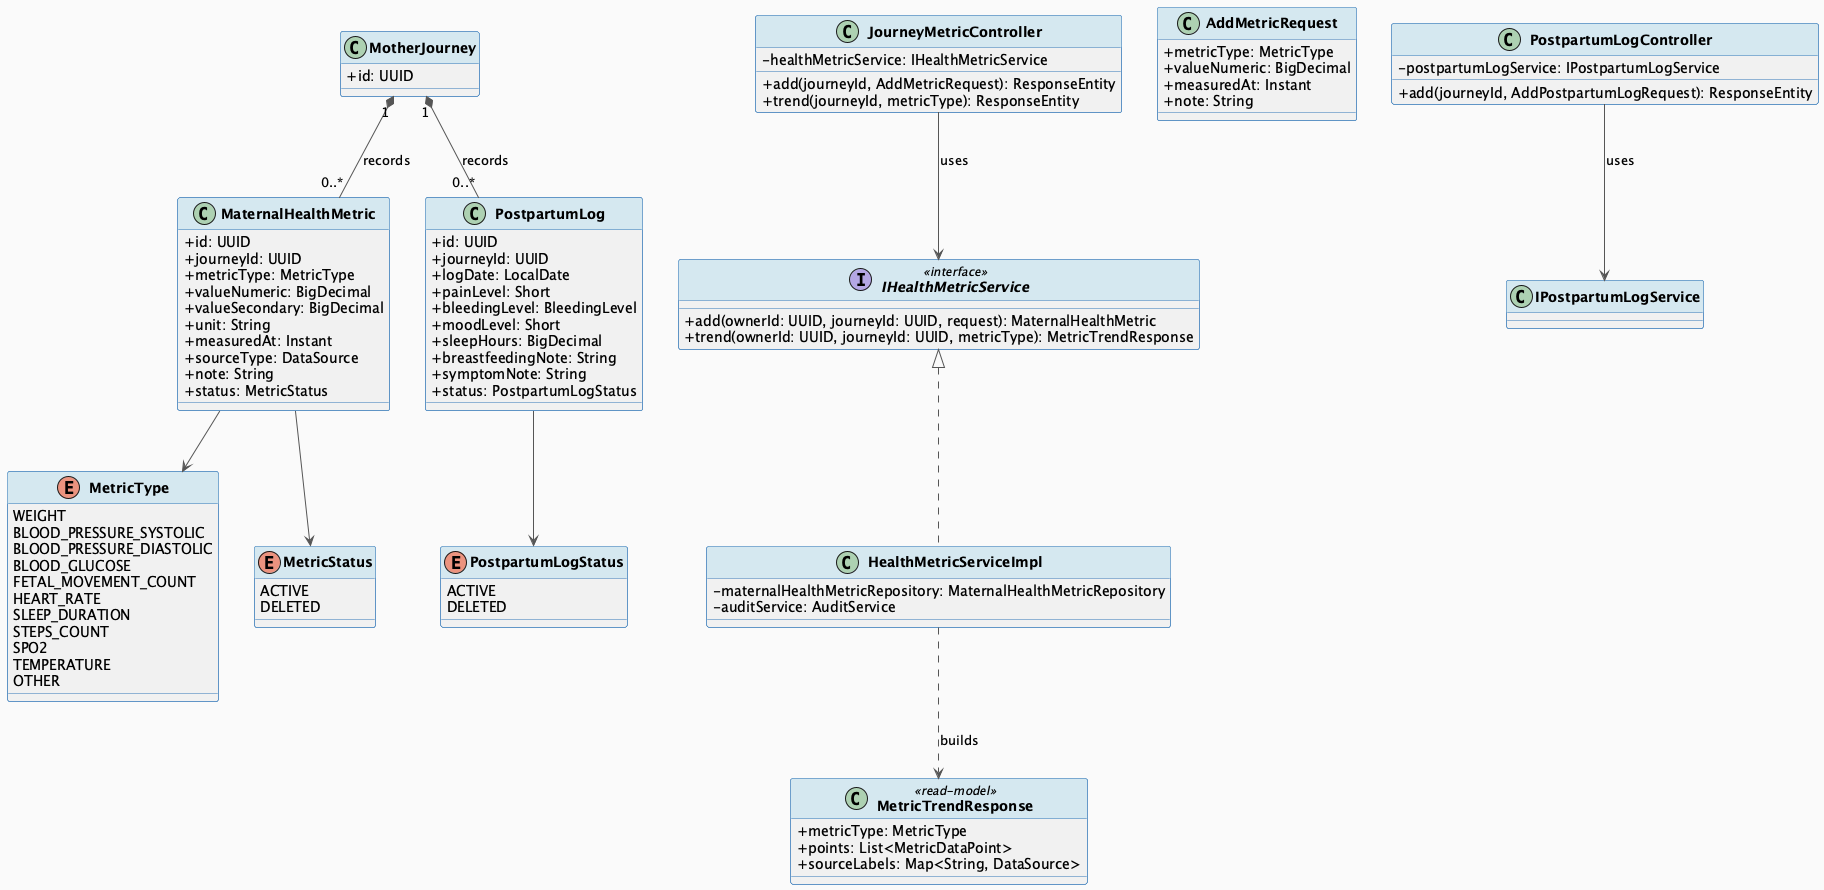 C MotherJourney
+id: UUID
1
1
records
records
0..*
0..*
C MaternalHealthMetric
+id: UUID
+journeyId: UUID
+metricType: MetricType
+valueNumeric: BigDecimal
+valueSecondary: BigDecimal
+unit: String
+measuredAt: Instant
+sourceType: DataSource
+note: String
+status: MetricStatus
C PostpartumLog
+id: UUID
+journeyId: UUID
+logDate: LocalDate
+painLevel: Short
+bleedingLevel: BleedingLevel
+moodLevel: Short
+sleepHours: BigDecimal
+breastfeedingNote: String
+symptomNote: String
+status: PostpartumLogStatus
E MetricType
WEIGHT
BLOOD_PRESSURE_SYSTOLIC
BLOOD_PRESSURE_DIASTOLIC
BLOOD_GLUCOSE
FETAL_MOVEMENT_COUNT
HEART_RATE
SLEEP_DURATION
STEPS_COUNT
SPO2
TEMPERATURE
OTHER
E MetricStatus
ACTIVE
DELETED
E PostpartumLogStatus
ACTIVE
DELETED
C JourneyMetricController
-healthMetricService: IHealthMetricService
+add(journeyId, AddMetricRequest): ResponseEntity
+trend(journeyId, metricType): ResponseEntity
uses
I «interface»
IHealthMetricService
+add(ownerId: UUID, journeyId: UUID, request): MaternalHealthMetric
+trend(ownerId: UUID, journeyId: UUID, metricType): MetricTrendResponse
C HealthMetricServiceImpl
-maternalHealthMetricRepository: MaternalHealthMetricRepository
-auditService: AuditService
builds
C «read-model»
MetricTrendResponse
+metricType: MetricType
+points: List<MetricDataPoint>
+sourceLabels: Map<String, DataSource>
C AddMetricRequest
+metricType: MetricType
+valueNumeric: BigDecimal
+measuredAt: Instant
+note: String
C PostpartumLogController
-postpartumLogService: IPostpartumLogService
+add(journeyId, AddPostpartumLogRequest): ResponseEntity
uses
C IPostpartumLogService